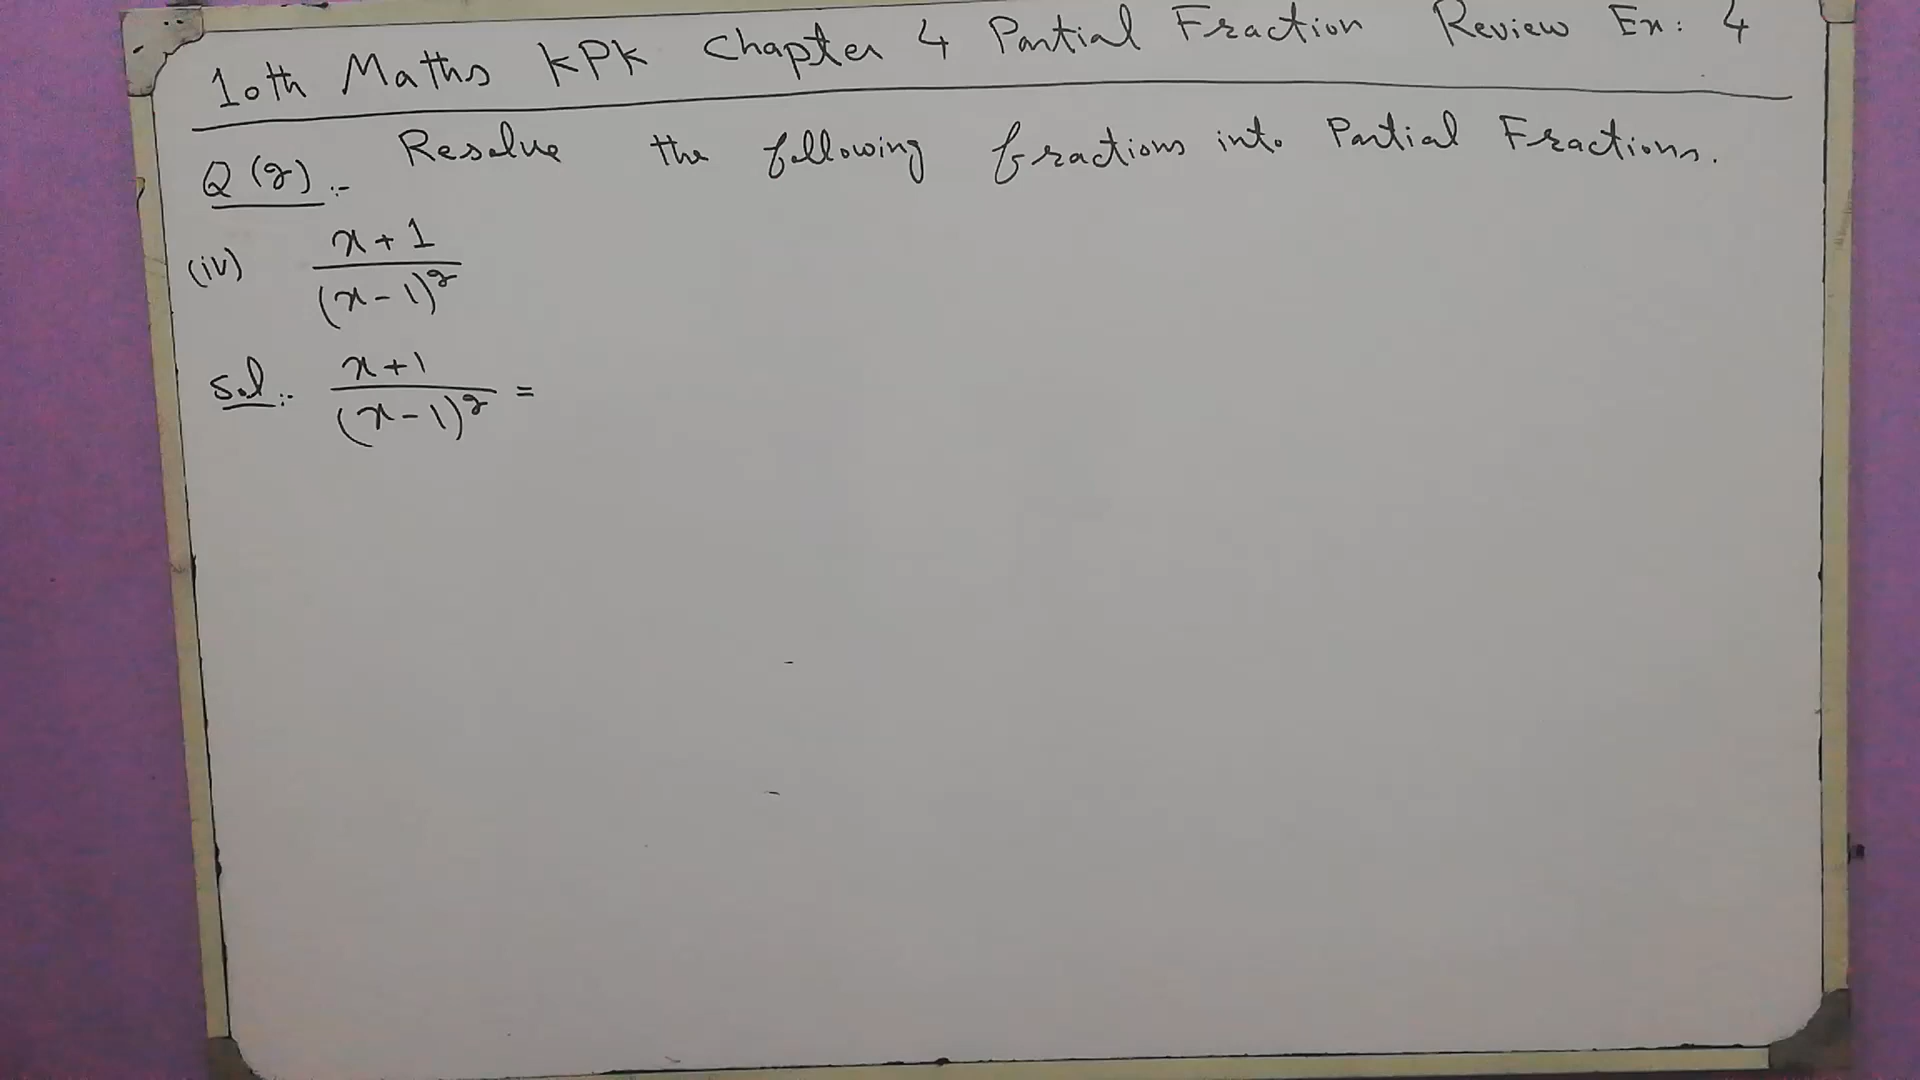 10th Maths KPK Chapter 4 Partial Fraction Review Ex: 4
Q(2):- Resolve the following fractions into Partial Fractions.
(iv) x+1/(x-1)²
Sol:- x+1/(x-1)² =